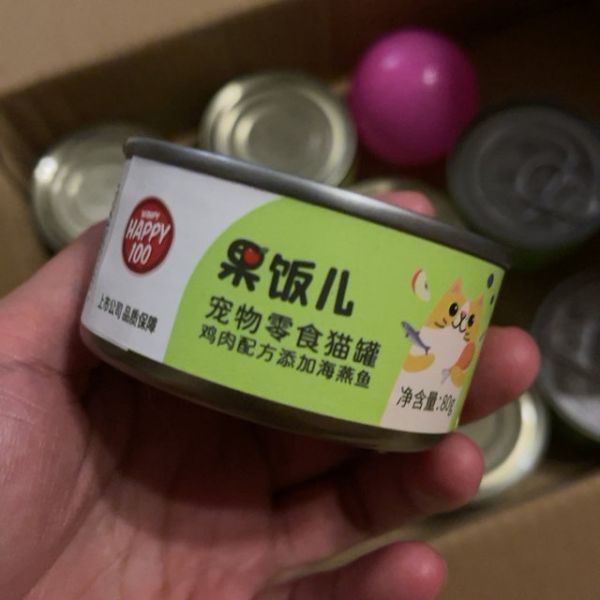 WANPY
HAPPY
100
上市公司 品质保障
果饭儿
宠物零食猫罐
鸡肉配方添加海燕鱼
净含量:80g